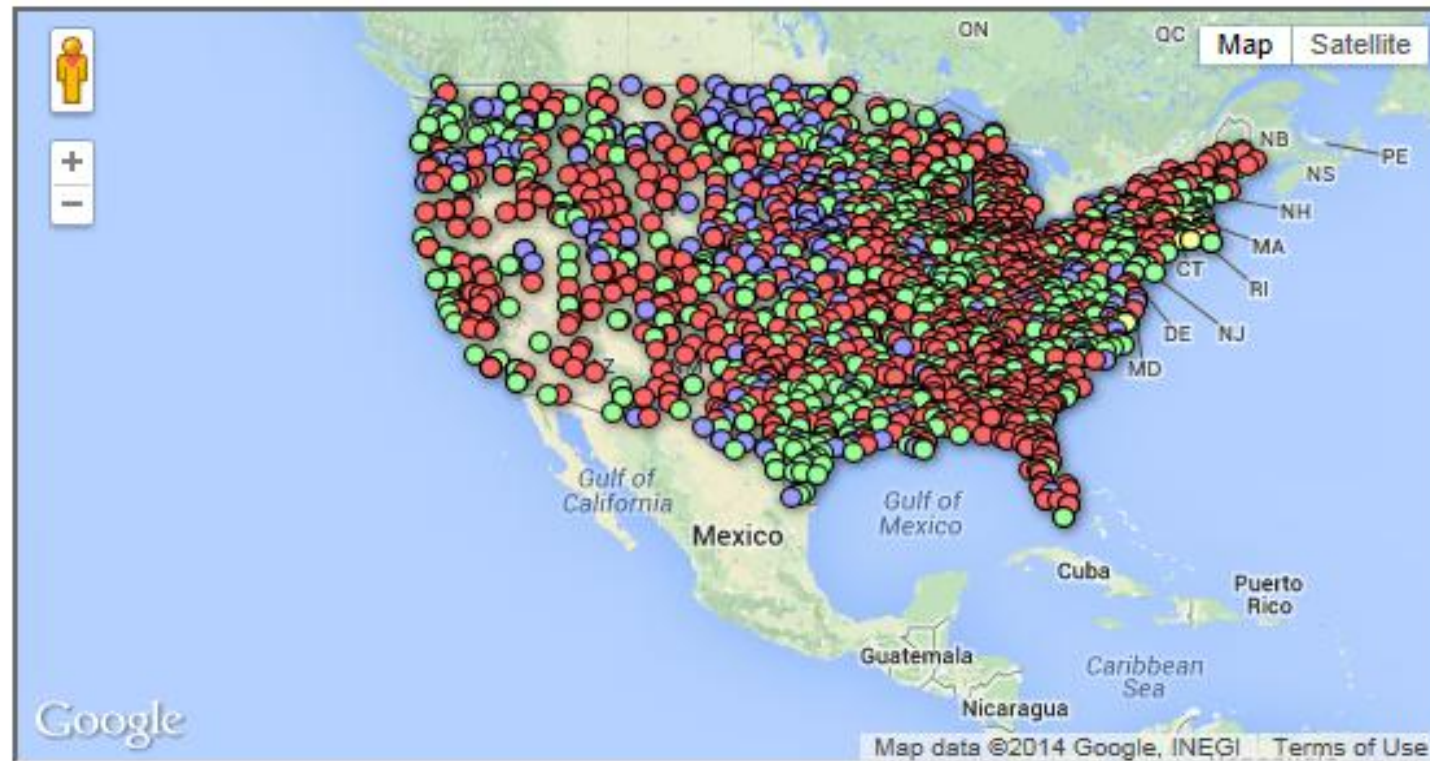 ON
QC
Map
Satellite
+
−
NB
PE
NS
NH
MA
CT
RI
DE
NJ
MD
Gulf of
California
Gulf of
Mexico
Mexico
Cuba
Puerto
Rico
Guatemala
Caribbean
Sea
Nicaragua
Google
Map data ©2014 Google, INEGI
Terms of Use